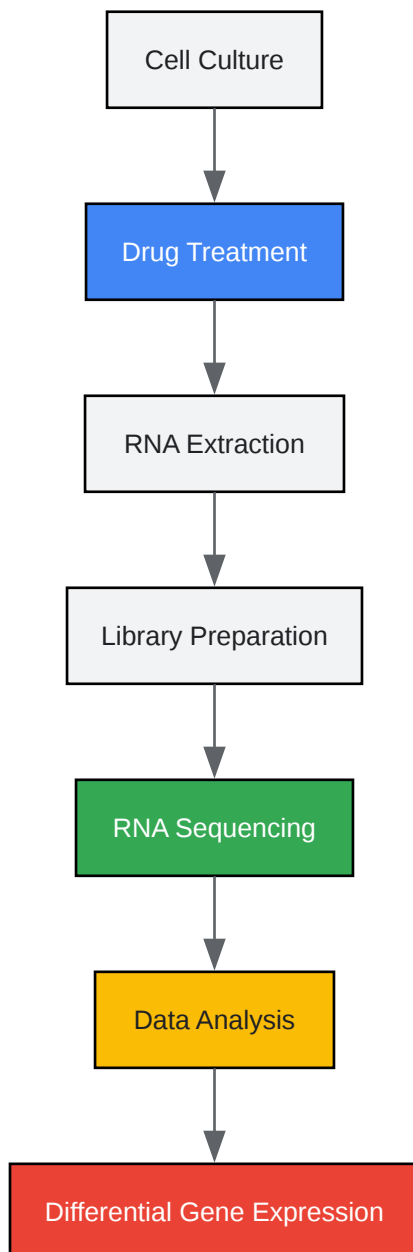 Cell Culture
Drug Treatment
RNA Extraction
Library Preparation
RNA Sequencing
Data Analysis
Differential Gene Expression